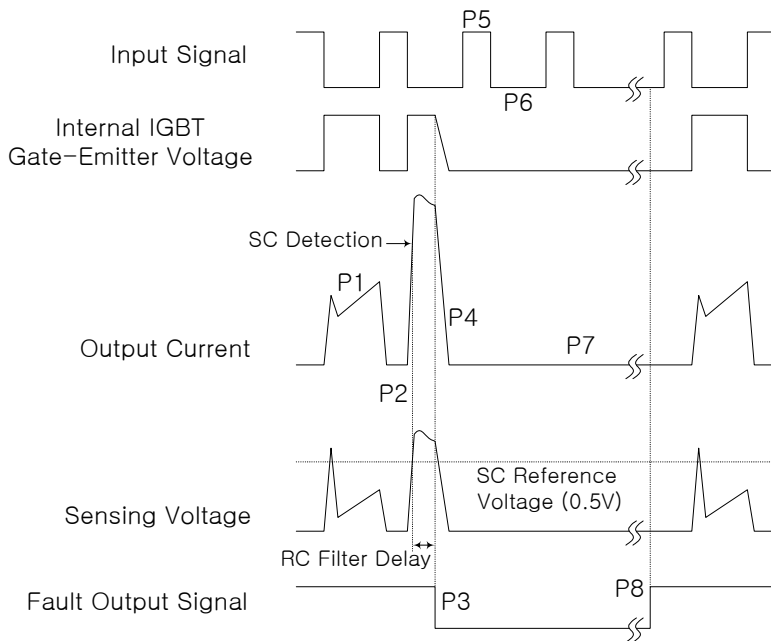 P5
Input Signal
P6
Internal IGBT
Gate-Emitter Voltage
SC Detection
P1
P4
Output Current
P7
P2
SC Reference
Voltage (0.5V)
Sensing Voltage
RC Filter Delay
P3
P8
Fault Output Signal